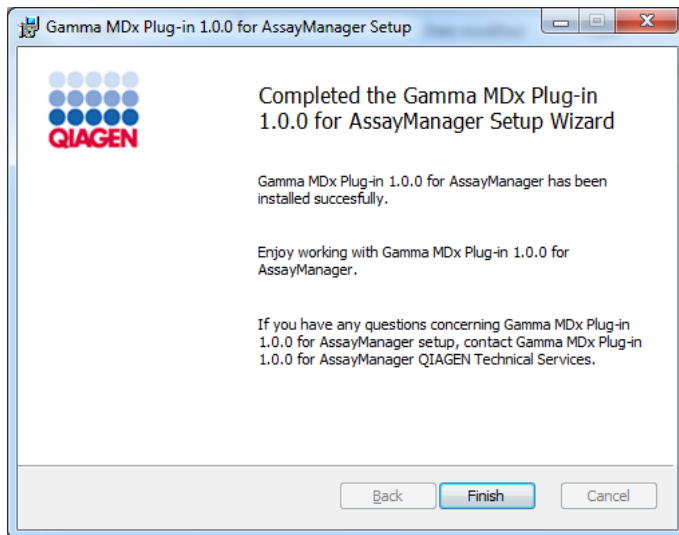 Gamma MDx Plug-in 1.0.0 for AssayManager Setup
QIAGEN
Completed the Gamma MDx Plug-in
1.0.0 for AssayManager Setup Wizard
Gamma MDx Plug-in 1.0.0 for AssayManager has been
installed succesfully.
Enjoy working with Gamma MDx Plug-in 1.0.0 for
AssayManager.
If you have any questions concerning Gamma MDx Plug-in
1.0.0 for AssayManager setup, contact Gamma MDx Plug-in
1.0.0 for AssayManager QIAGEN Technical Services.
Back Finish Cancel